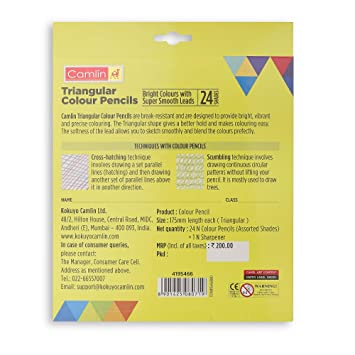 Camlin
Triangular
Colour Pencils
Bright Colours with
Super Smooth Leads
24 SHADES
Camlin Triangular Colour Pencils are break-resistant and are designed to provide bright, vibrant
and precise colouring. The Triangular shape gives a better hold and makes colouring easy.
The softness of the lead allows you to sketch smoothly and blend the colours prefectly.
TECHNIQUES WITH COLOUR PENCILS
Cross-hatching technique
involves drawing a set parallel
lines (hatching) and then drawing
another set of parallel lines above
it in another direction.
Scumbling technique
involves drawing
continuous circular
patterns without lifting
your pencil. It is mostly
used to draw
trees.
NAME
CLASS
Kokuyo Camlin Ltd.
48/2, Hilton House, Central Road, MIDC,
Andheri (E), Mumbai - 400 093, INDIA.
www.kokuyocamlin.com
In case of consumer queries,
please contact
The Manager, Consumer Care Cell.
Address as mentioned above
Tel.: 022-66557007
Email: support@kokuyocamlin.com
Product : Colour Pencil
Size : 175mm length-each ( Triangular )
Net quantity : 24 N Colour Pencils (Assorted Shades)
+ 1 N Sharpener
MRP (Incl. of all taxes) : ₹ 200.00
Pkd :
4195466
8 901425 080719